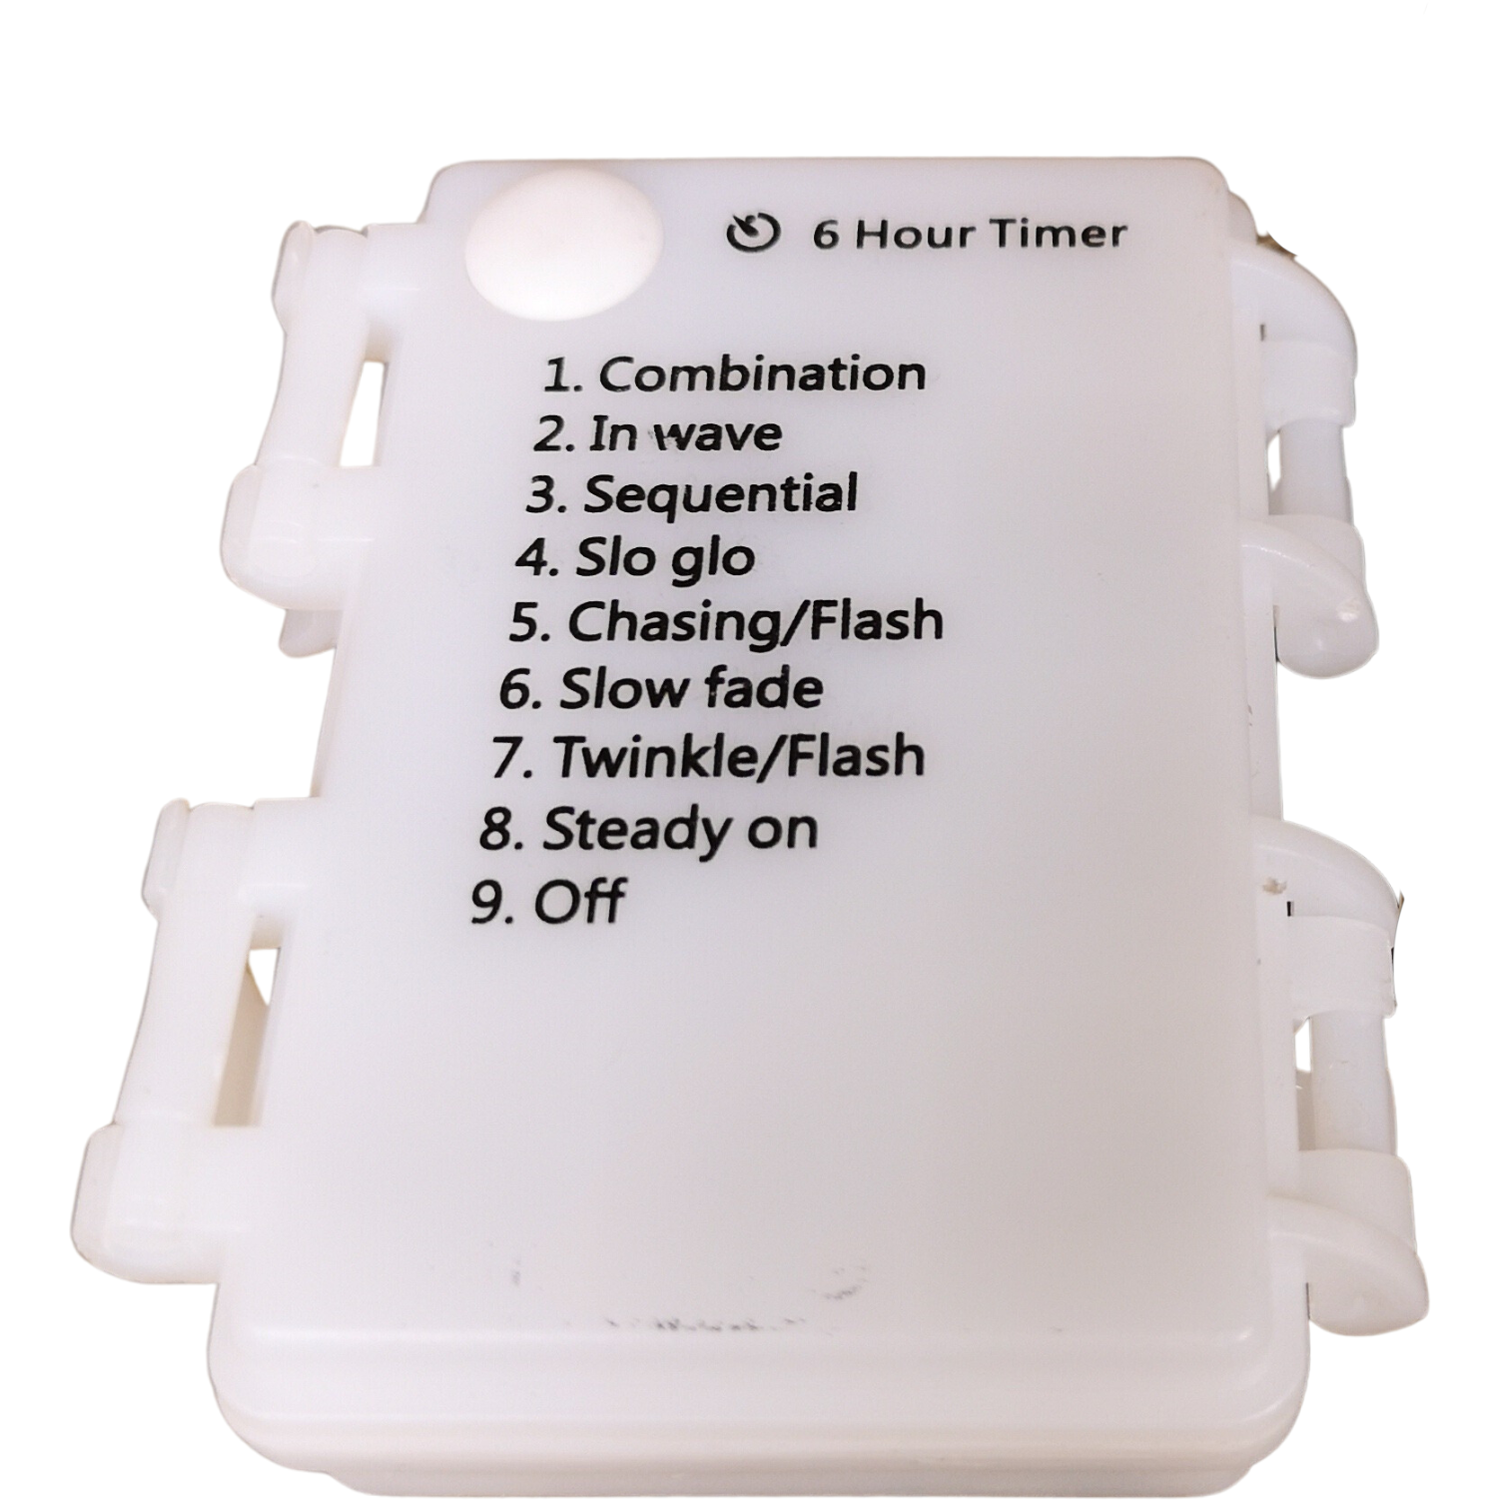 6 Hour Timer
1. Combination
2. In wave
3. Sequential
4. Slo glo
5. Chasing/Flash
6. Slow fade
7. Twinkle/Flash
8. Steady on
9. Off